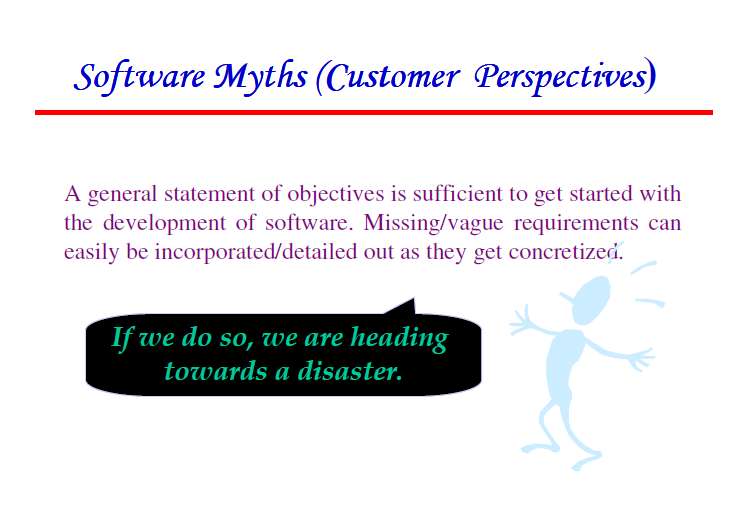 Software Myths (Customer Perspectives)
A general statement of objectives is sufficient to get started with
the development of software. Missing/vague requirements can
easily be incorporated/detailed out as they get concretized.
If we do so, we are heading
towards a disaster.